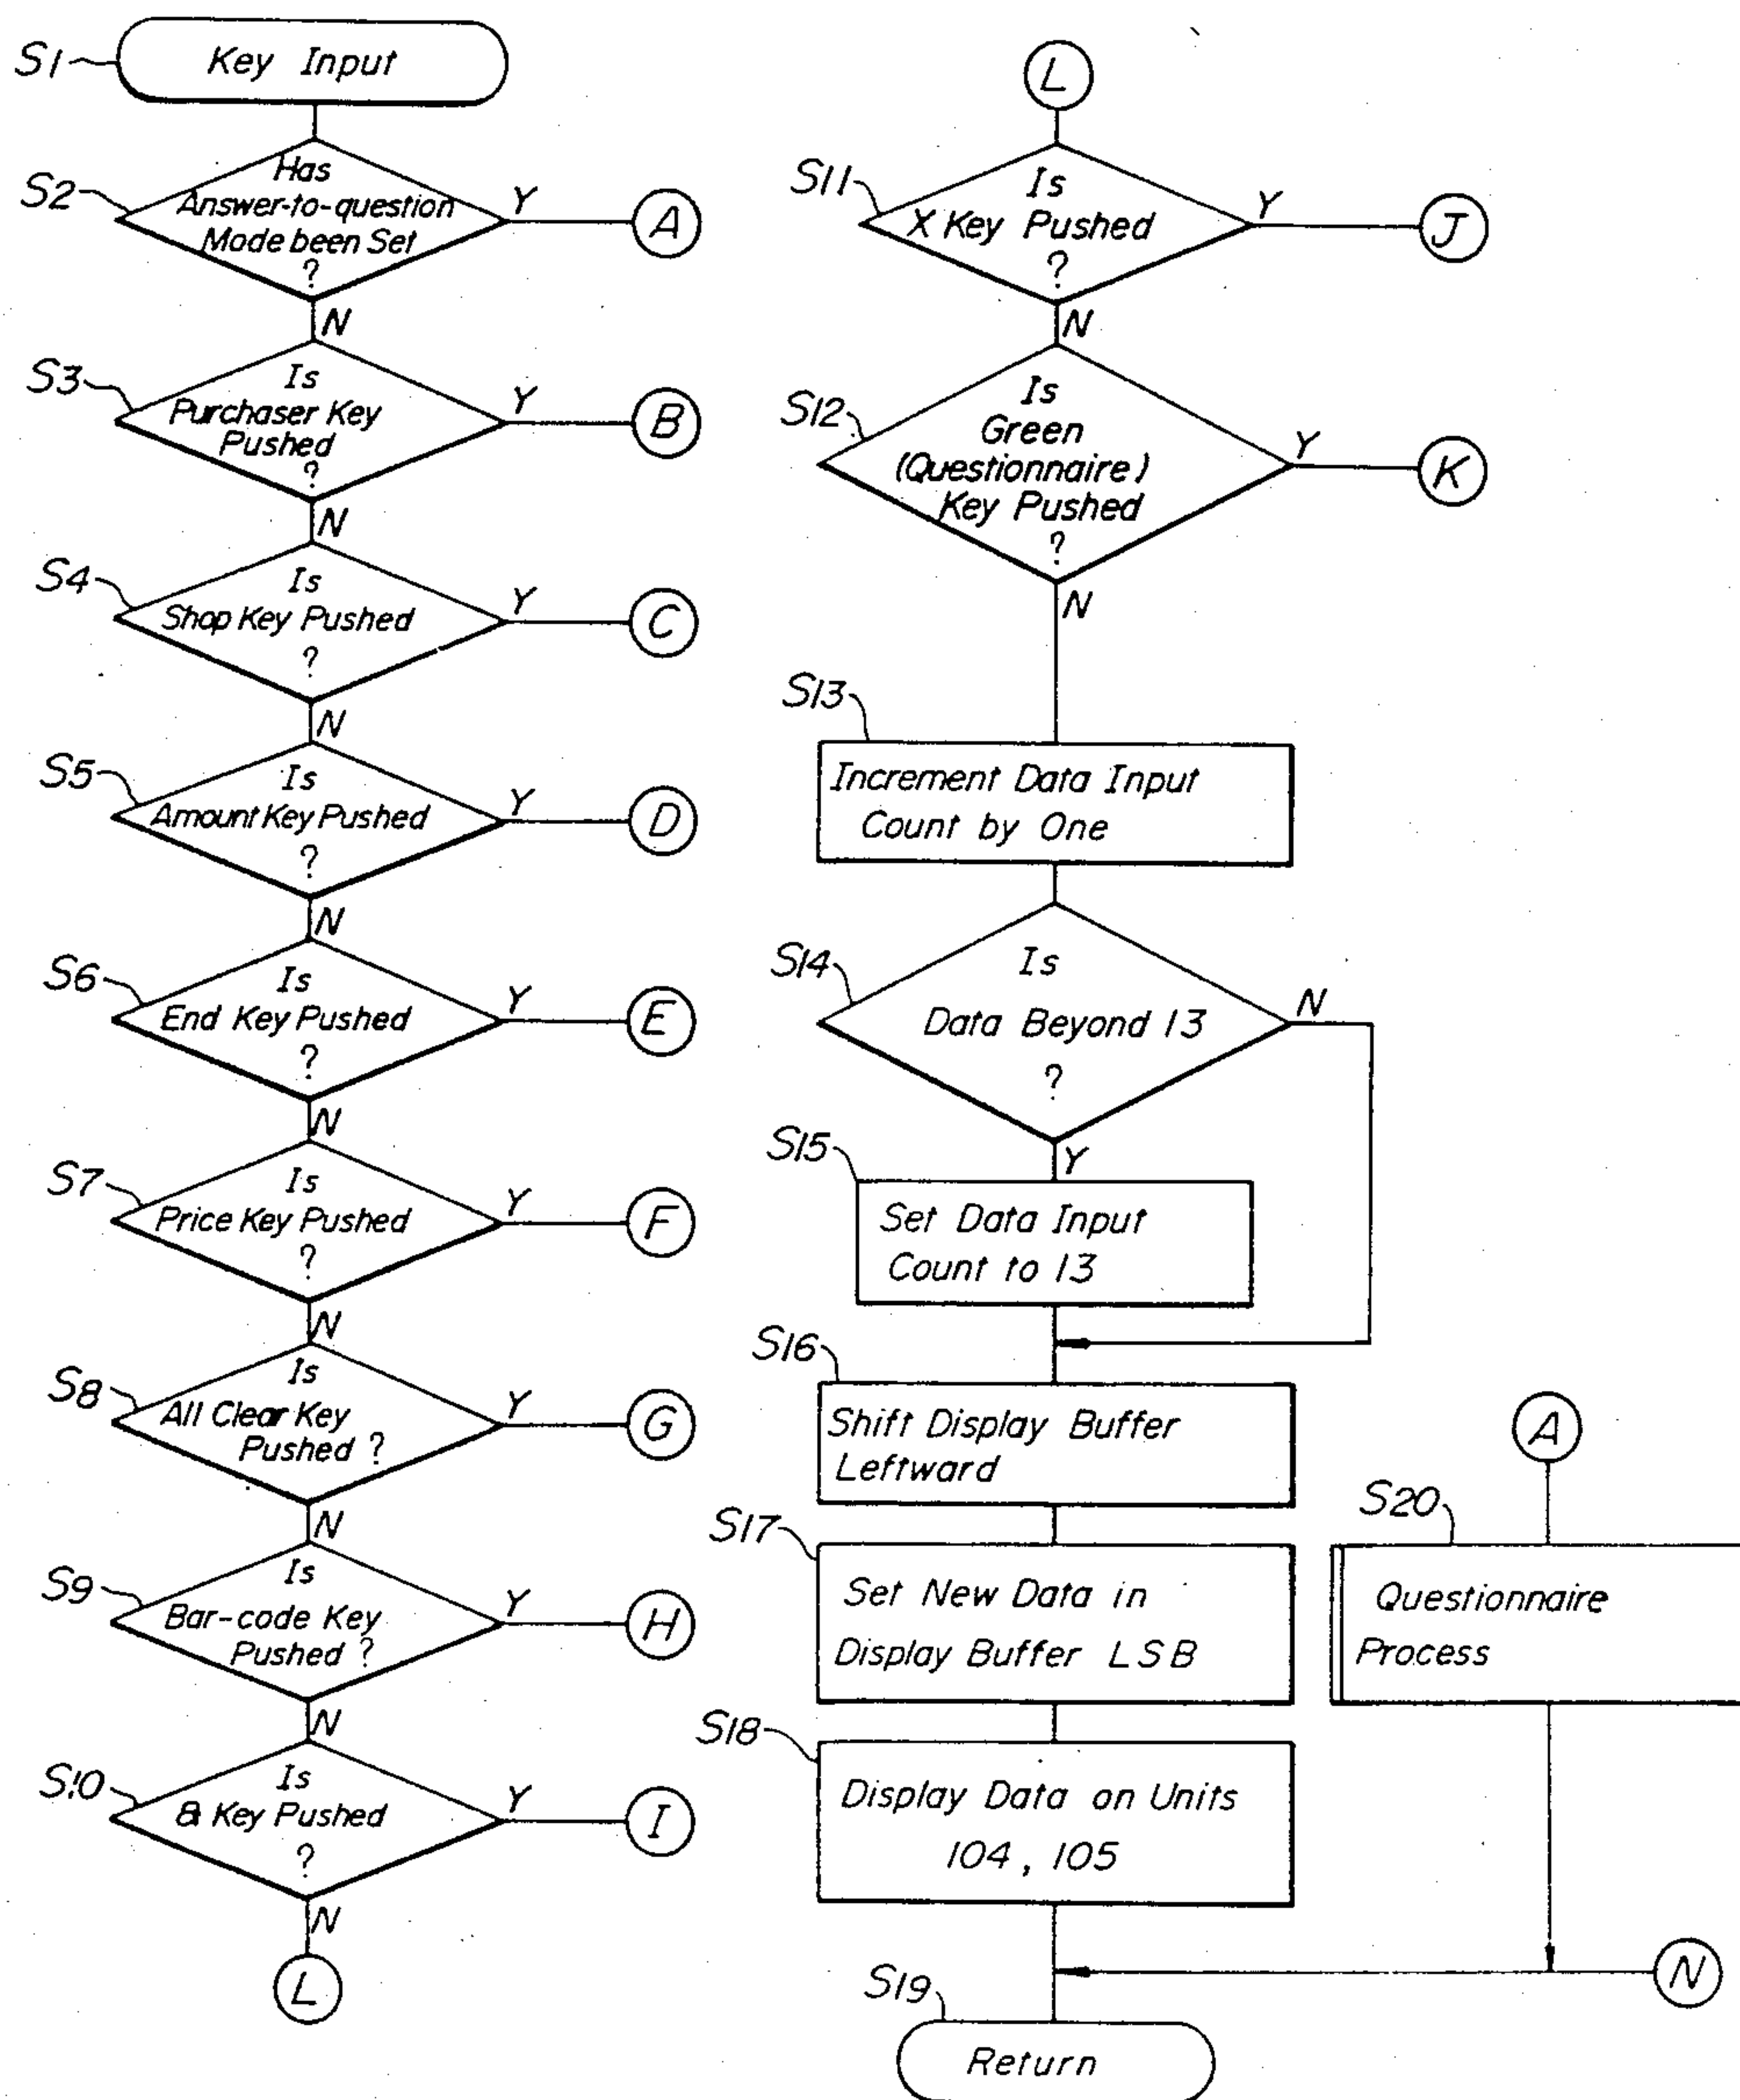 S1
Key Input
S2
Has
Answer-to-question
Mode been Set
?
Y
A
N
S3
Is
Purchaser Key
Pushed
?
Y
B
N
S4
Is
Shop Key Pushed
?
Y
C
N
S5
Is
Amount Key Pushed
?
Y
D
N
S6
Is
End Key Pushed
?
Y
E
N
S7
Is
Price Key Pushed
?
Y
F
N
S8
Is
All Clear Key
Pushed ?
Y
G
N
S9
Is
Bar-code Key
Pushed ?
Y
H
N
S10
Is
& Key Pushed
?
Y
I
N
L
L
S11
Is
X Key Pushed
?
Y
J
N
S12
Is
Green
(Questionnaire)
Key Pushed
?
Y
K
N
S13
Increment Data Input
Count by One
S14
Is
Data Beyond 13
?
N
Y
S15
Set Data Input
Count to 13
S16
Shift Display Buffer
Leftward
S17
Set New Data in
Display Buffer LSB
S18
Display Data on Units
104, 105
S19
Return
A
S20
Questionnaire
Process
N